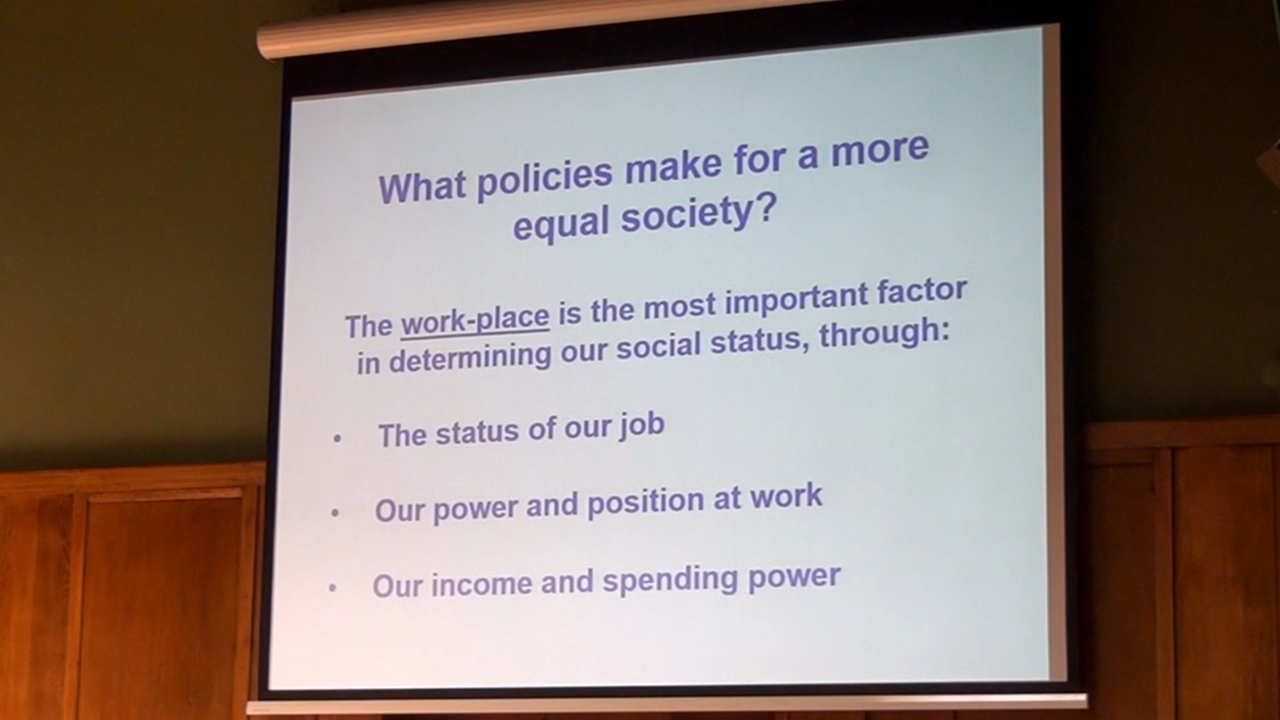 What policies make for a more
equal society?
The work-place is the most important factor
in determining our social status, through:
• The status of our job
• Our power and position at work
• Our income and spending power